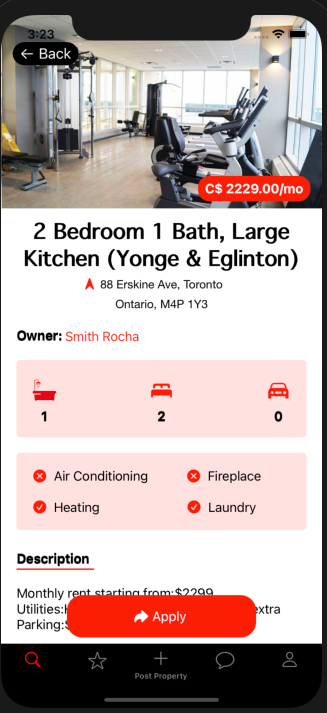 3:23
← Back
C$ 2229.00/mo
2 Bedroom 1 Bath, Large
Kitchen (Yonge & Eglinton)
88 Erskine Ave, Toronto
Ontario, M4P 1Y3
Owner: Smith Rocha
1 2 0
Air Conditioning Fireplace
Heating Laundry
Description
Monthly rent starting from:$2299
Utilities: extra
Parking:
Apply
Post Property